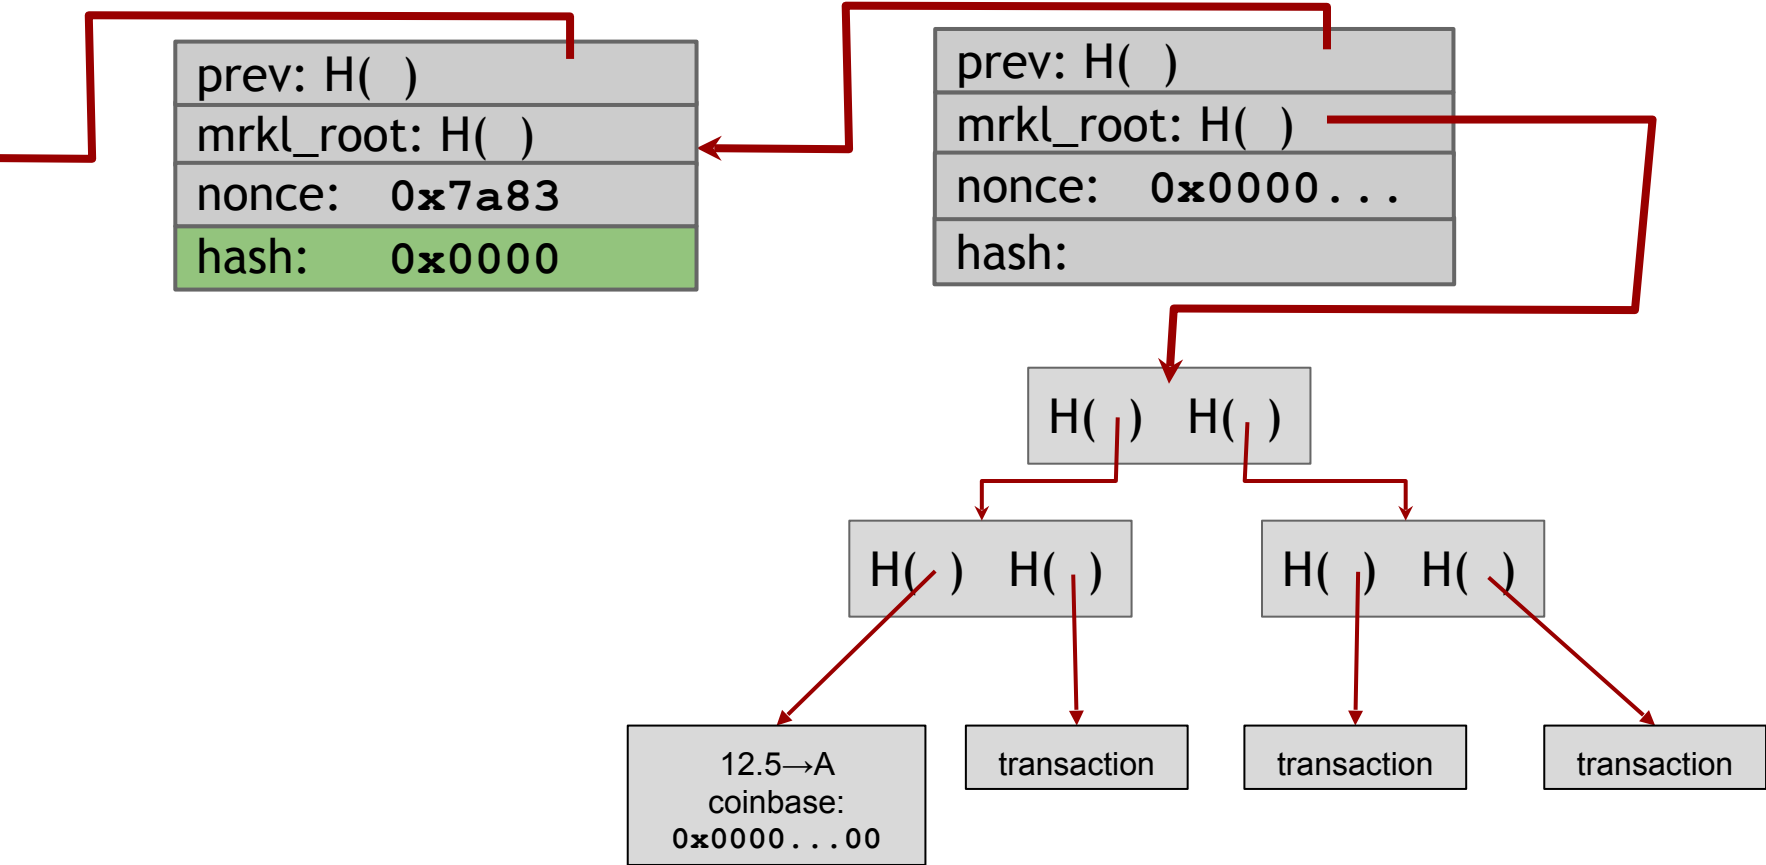 prev: H( )
mrkl_root: H( )
nonce: 0x7a83
hash: 0x0000
prev: H( )
mrkl_root: H( )
nonce: 0x0000...
hash:
H( ) H( )
H( ) H( )
H( ) H( )
12.5→A
coinbase:
0x0000...00
transaction
transaction
transaction